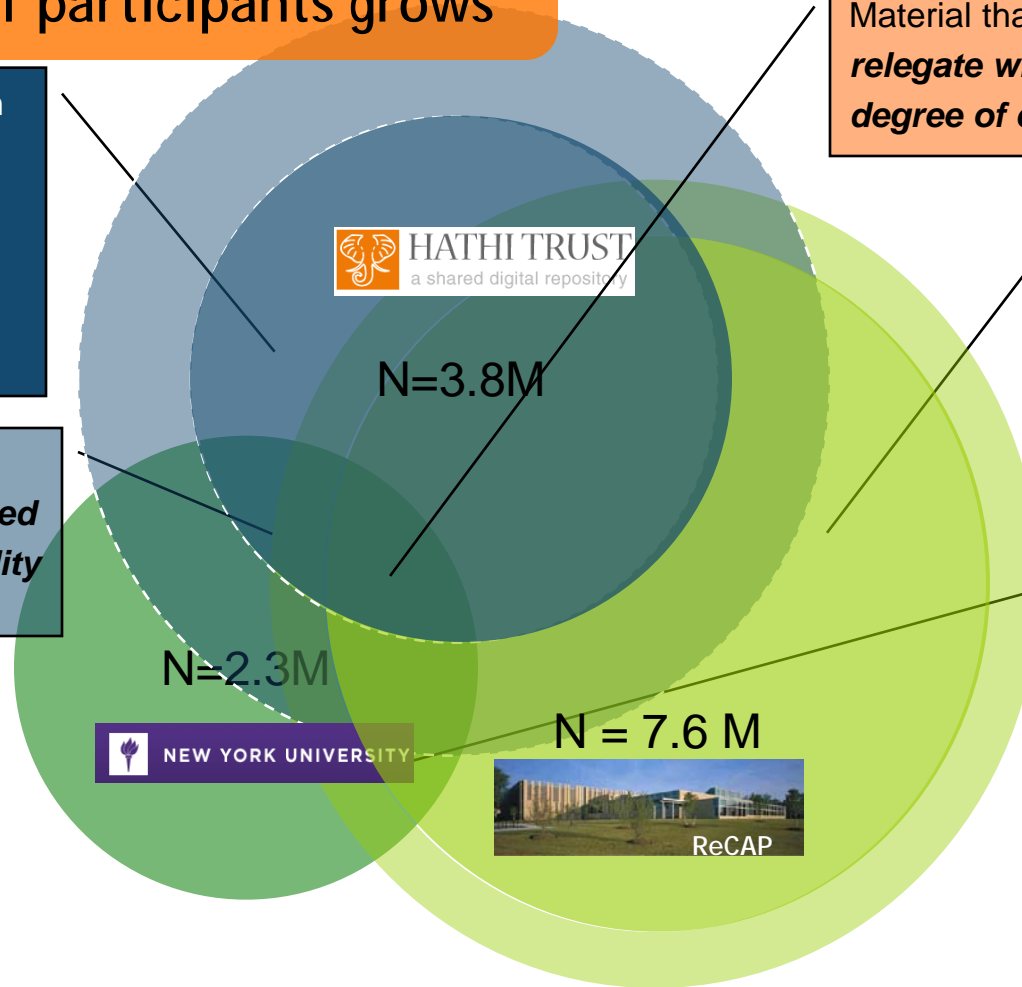 participants grows
Material tha
relegate w
degree of
ed
lity
HATHI TRUST
a shared digital repository
N=3.8M
N=2.3M
NEW YORK UNIVERSITY
N = 7.6 M
ReCAP